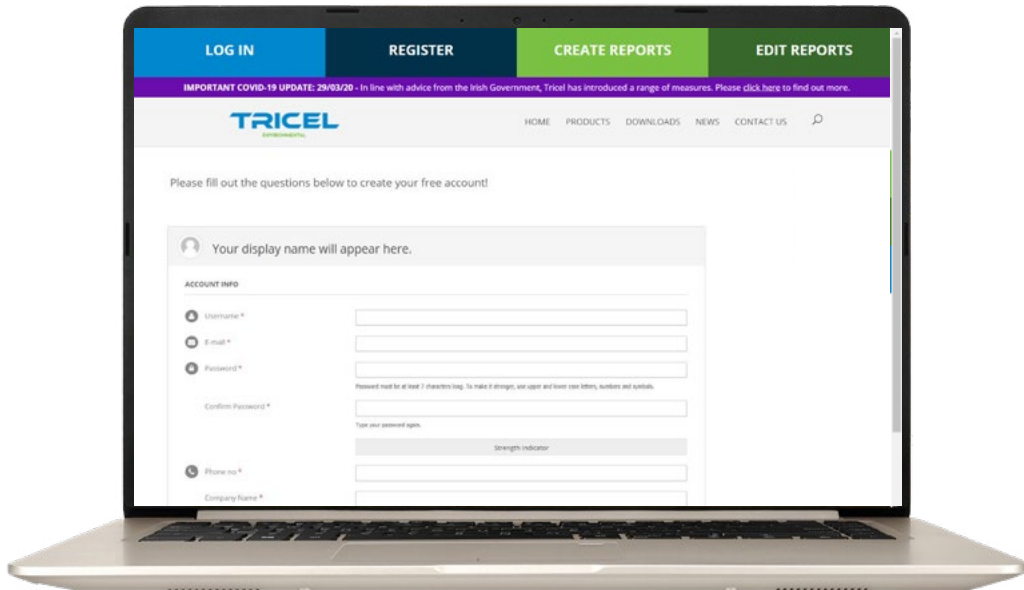 LOG IN
REGISTER
CREATE REPORTS
EDIT REPORTS
IMPORTANT COVID-19 UPDATE: 29/03/20 - In line with advice from the Irish Government, Tricel has introduced a range of measures. Please click here to find out more.
TRICEL
ENVIRONMENTAL
HOME
PRODUCTS
DOWNLOADS
NEWS
CONTACT US
Please fill out the questions below to create your free account!
Your display name will appear here.
ACCOUNT INFO
Username *
E-mail *
Password *
Password must be at least 7 characters long. To make it stronger, use upper and lower case letters, numbers and symbols.
Confirm Password *
Type your password again.
Strength indicator
Phone no *
Company Name *